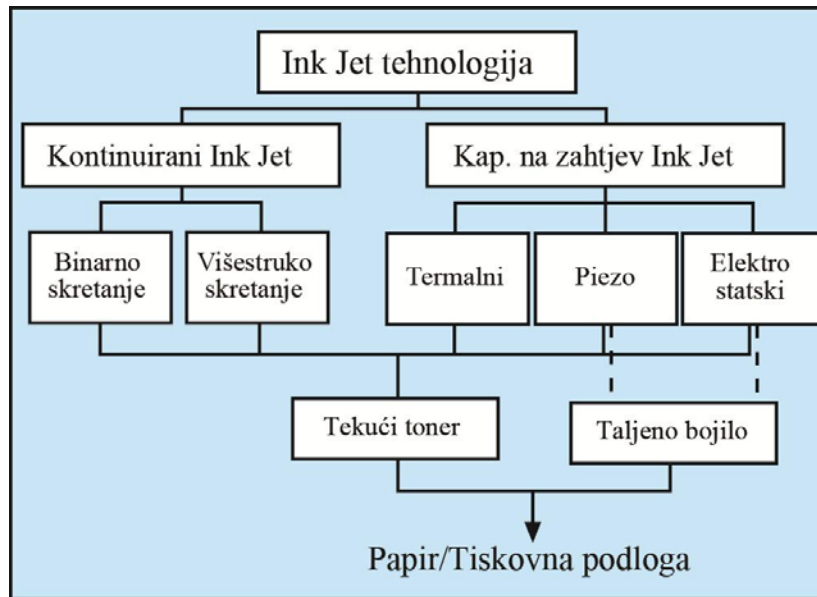 Ink Jet tehnologija
Kontinuirani Ink Jet
Kap. na zahtjev Ink Jet
Binarno
skretanje
Višestruko
skretanje
Termalni
Piezo
Elektro
statski
Tekući toner
Taljeno bojilo
Papir/Tiskovna podloga